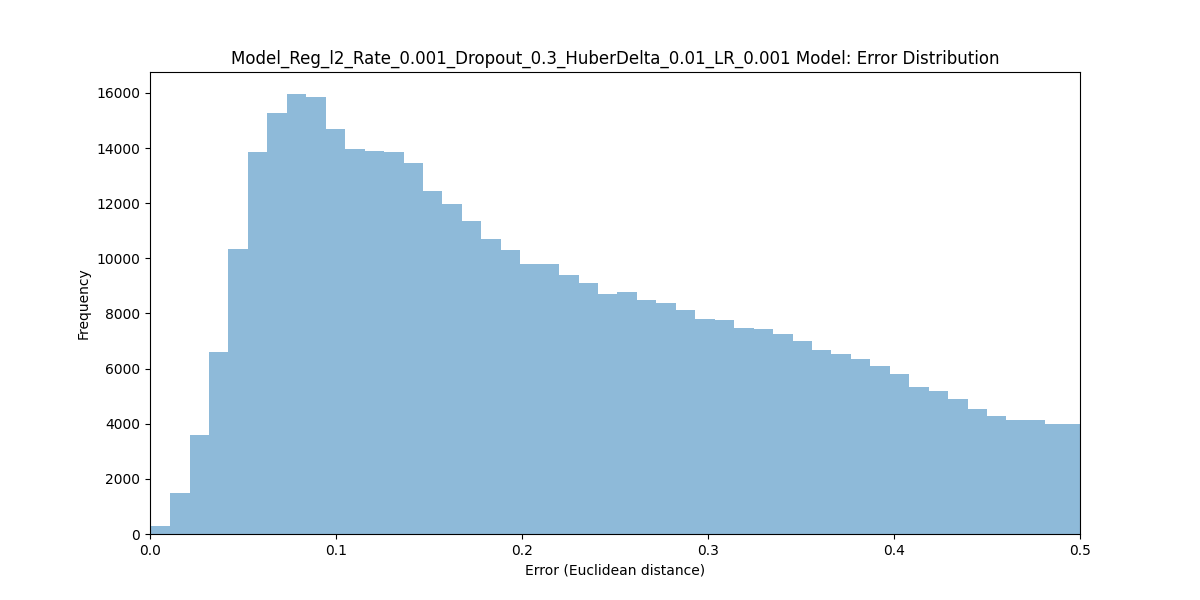 Model_Reg_l2_Rate_0.001_Dropout_0.3_HuberDelta_0.01_LR_0.001 Model: Error Distribution
16000
14000
12000
10000
8000
6000
4000
2000
0
Frequency
0.0 0.1 0.2 0.3 0.4 0.5
Error (Euclidean distance)